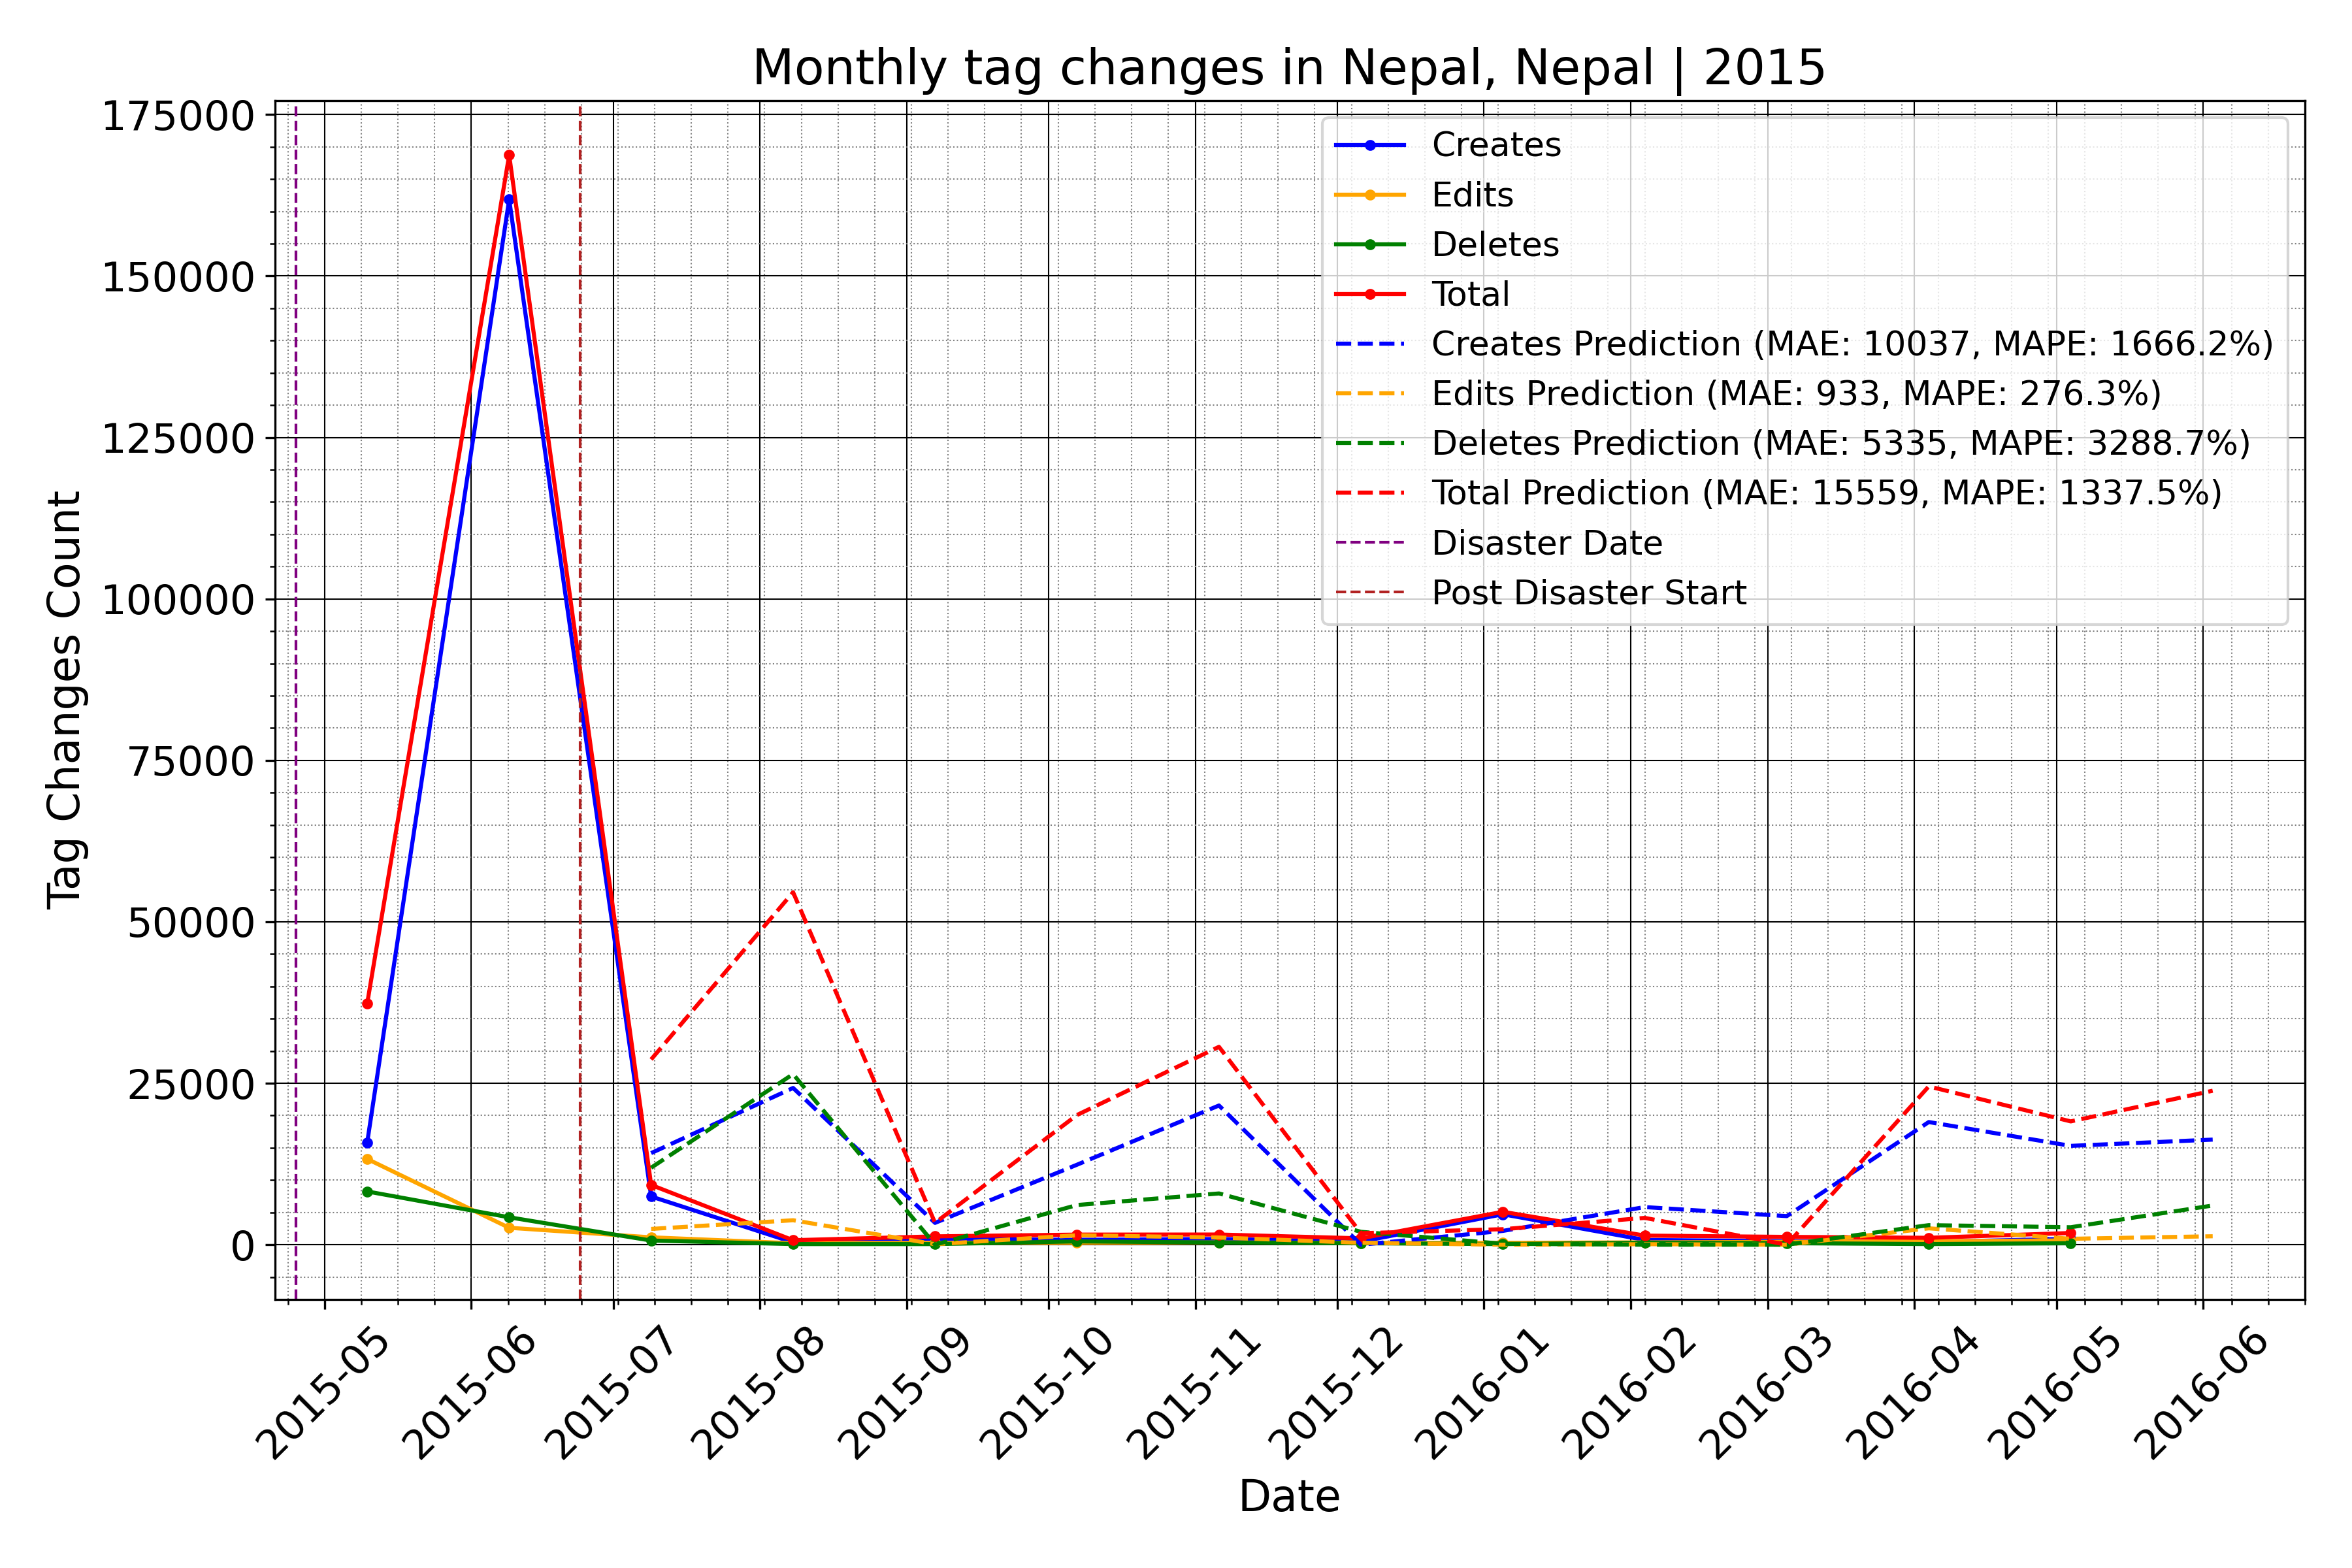 Monthly tag changes in Nepal, Nepal | 2015
175000
150000
125000
100000
75000
50000
25000
0
Tag Changes Count
Creates
Edits
Deletes
Total
Creates Prediction (MAE: 10037, MAPE: 1666.2%)
Edits Prediction (MAE: 933, MAPE: 276.3%)
Deletes Prediction (MAE: 5335, MAPE: 3288.7%)
Total Prediction (MAE: 15559, MAPE: 1337.5%)
Disaster Date
Post Disaster Start
2015-05
2015-06
2015-07
2015-08
2015-09
2015-10
2015-11
2015-12
2016-01
2016-02
2016-03
2016-04
2016-05
2016-06
Date